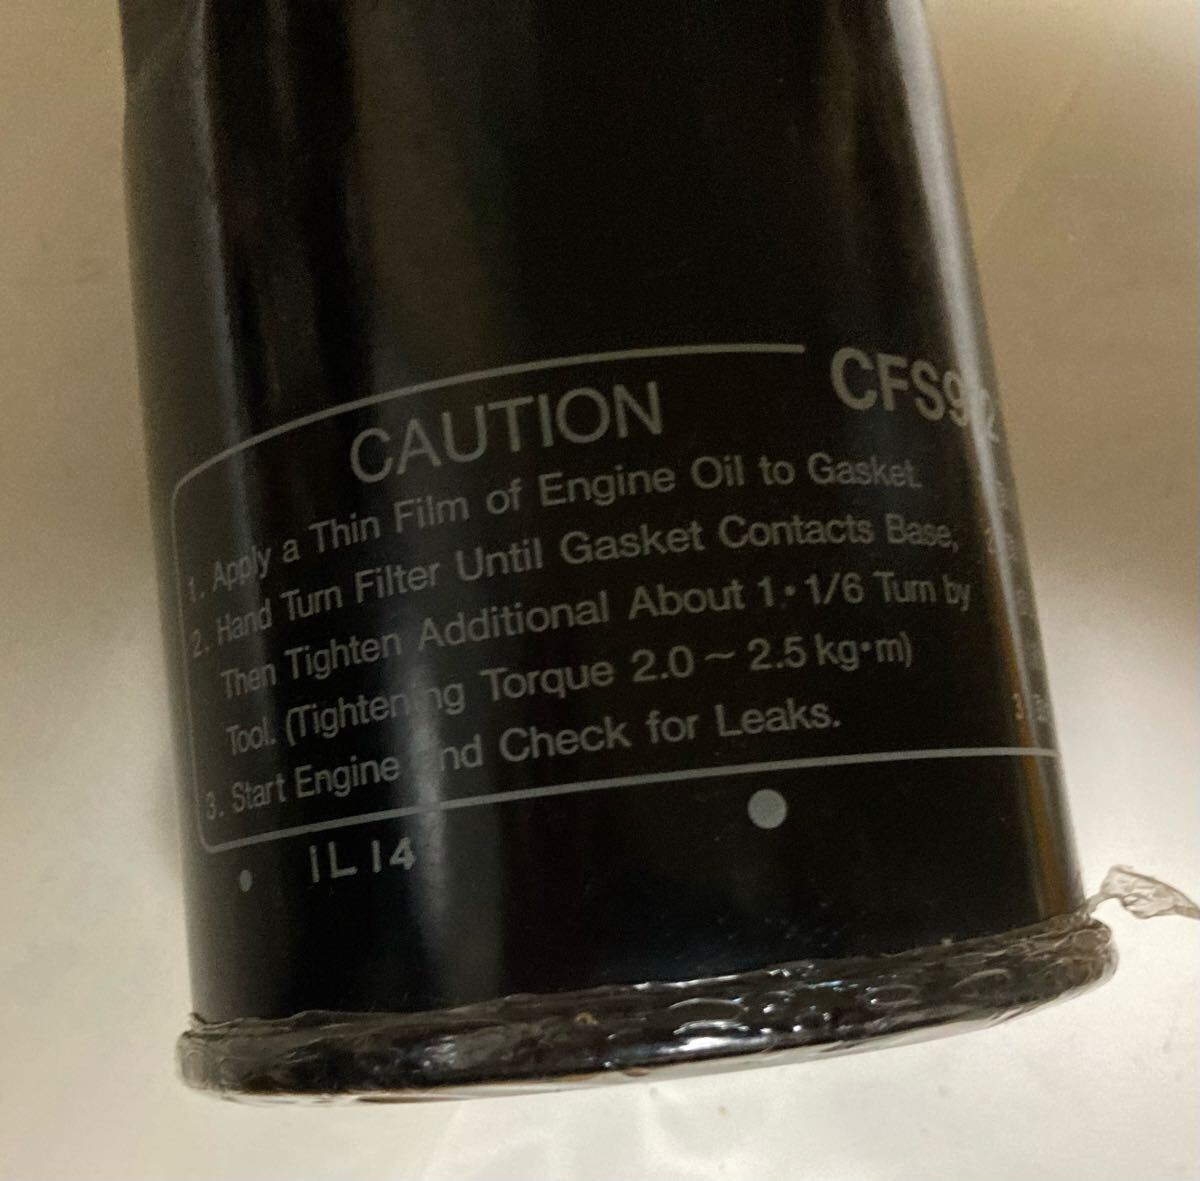 CAUTION
1. Apply a Thin Film of Engine Oil to Gasket.
2. Hand Turn Filter Until Gasket Contacts Base,
Then Tighten Additional About 1・1/6 Turn by
Tool. (Tightening Torque 2.0 ~ 2.5 kg・m)
3. Start Engine and Check for Leaks.
1L14